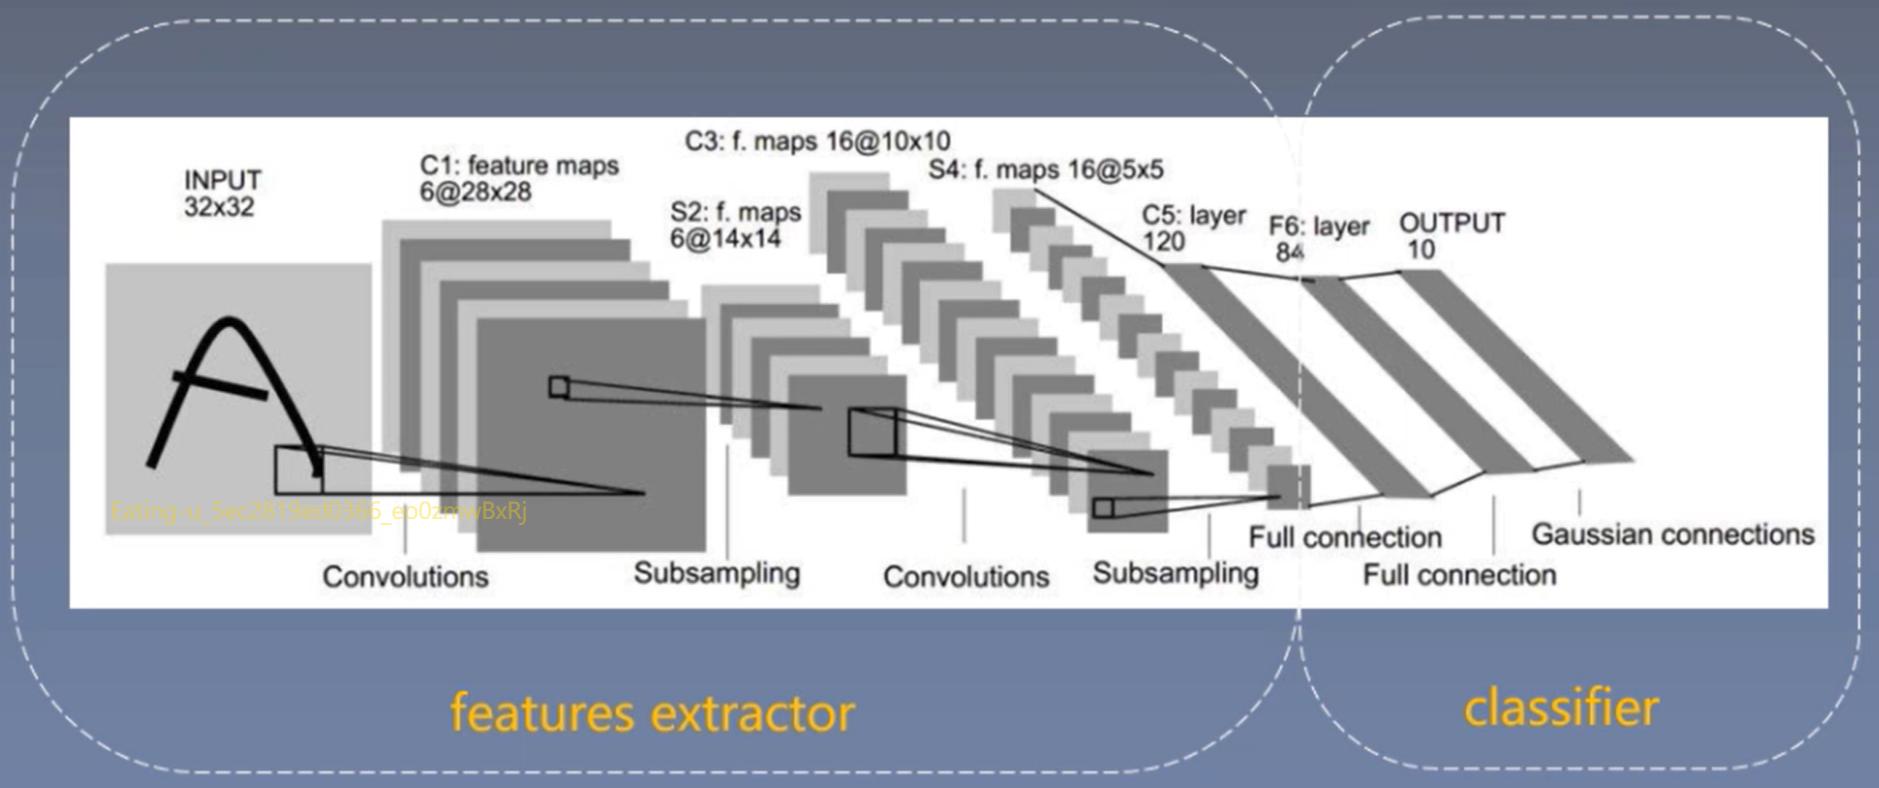 INPUT
32x32
C1: feature maps
6@28x28
S2: f. maps
6@14x14
C3: f. maps 16@10x10
S4: f. maps 16@5x5
C5: layer
120
F6: layer
84
OUTPUT
10
Convolutions
Subsampling
Convolutions
Subsampling
Full connection
Full connection
Gaussian connections
features extractor
classifier